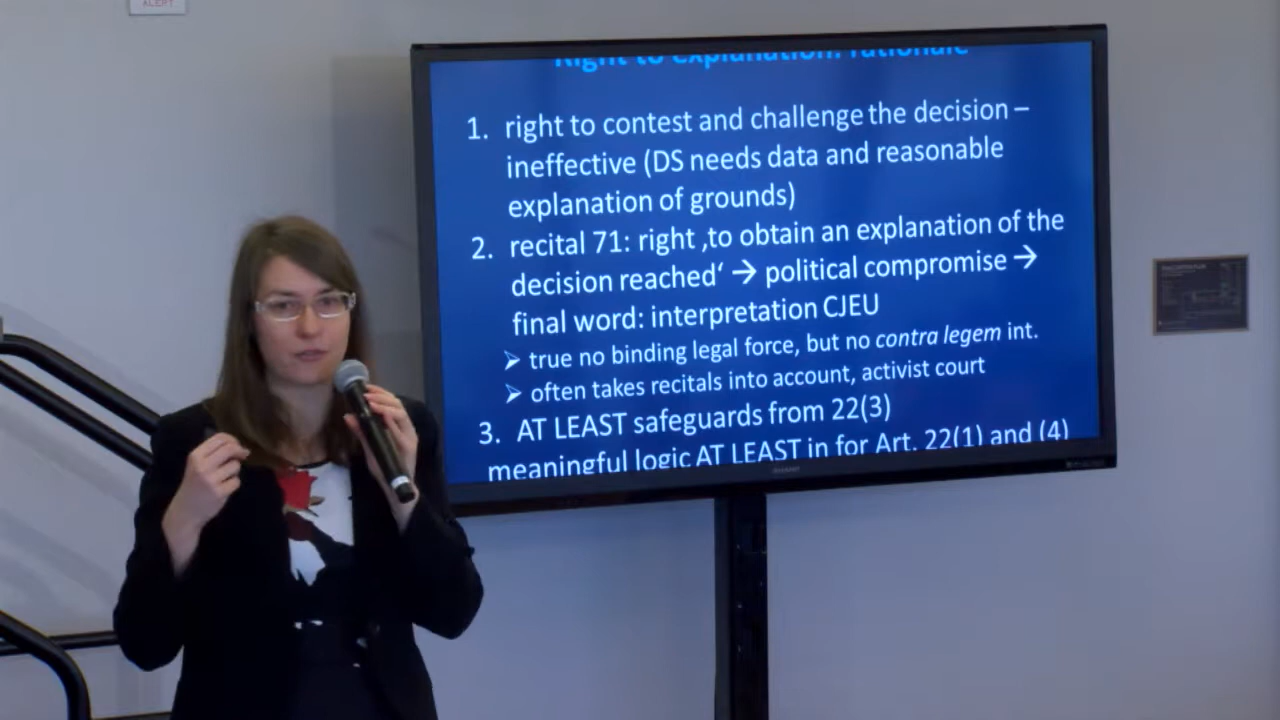 ALERT
Right to explanation: rationale
1. right to contest and challenge the decision –
ineffective (DS needs data and reasonable
explanation of grounds)
2. recital 71: right ‚to obtain an explanation of the
decision reached‘ → political compromise →
final word: interpretation CJEU
➢ true no binding legal force, but no contra legem int.
➢ often takes recitals into account, activist court
3. AT LEAST safeguards from 22(3)
meaningful logic AT LEAST in for Art. 22(1) and (4)
SHARP